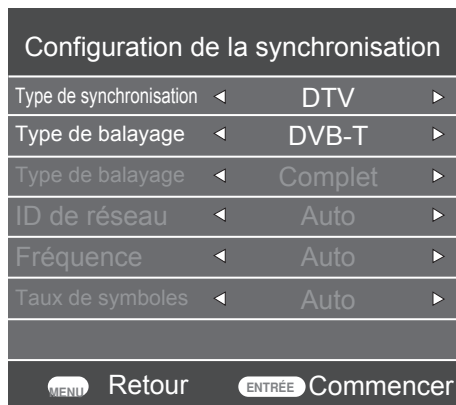 Configuration de la synchronisation
Type de synchronisation DTV
Type de balayage DVB-T
Type de balayage Complet
ID de réseau Auto
Fréquence Auto
Taux de symboles Auto
MENU Retour ENTRÉE Commencer